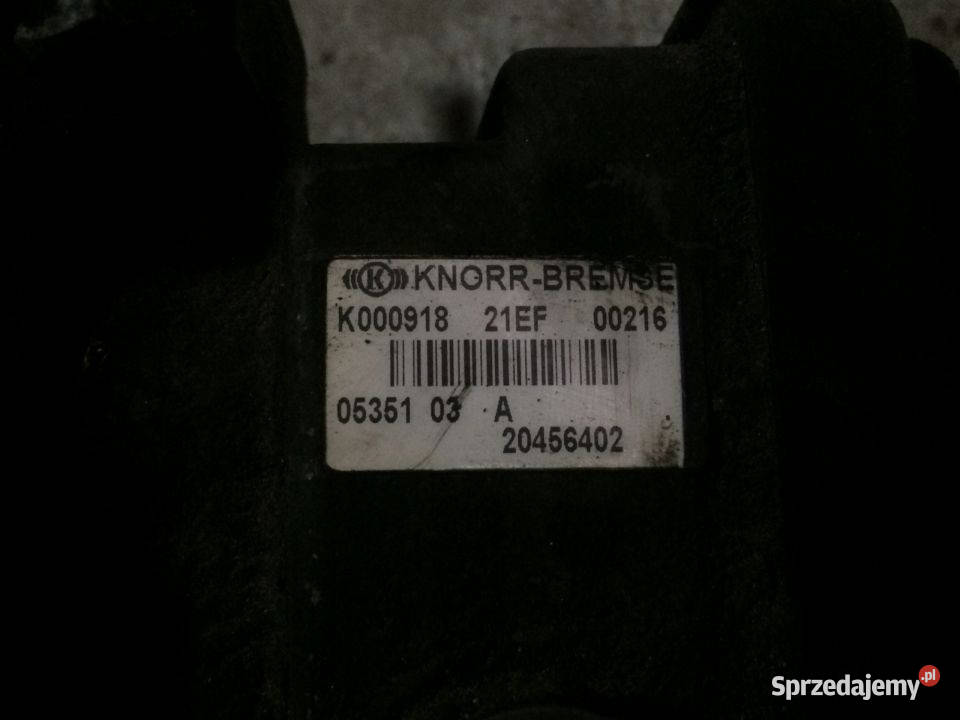 K KNORR-BREMSE
K000918 21EF 00216
05351 03 A
20456402
Sprzedajemy.pl